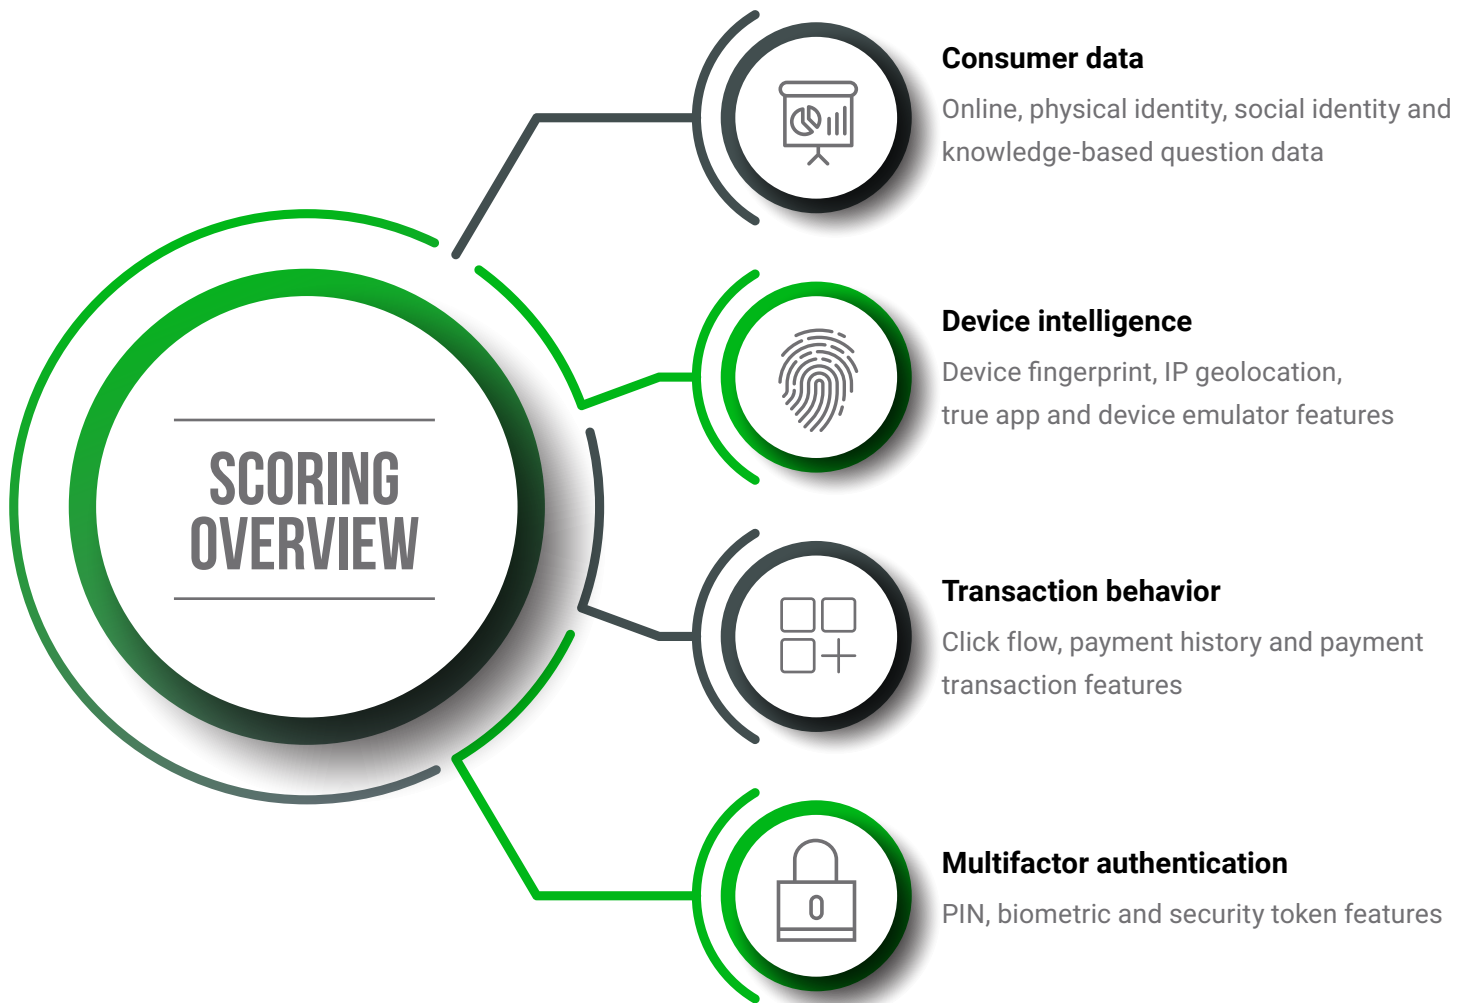 SCORING
OVERVIEW
Consumer data
Online, physical identity, social identity and
knowledge-based question data
Device intelligence
Device fingerprint, IP geolocation,
true app and device emulator features
Transaction behavior
Click flow, payment history and payment
transaction features
Multifactor authentication
PIN, biometric and security token features